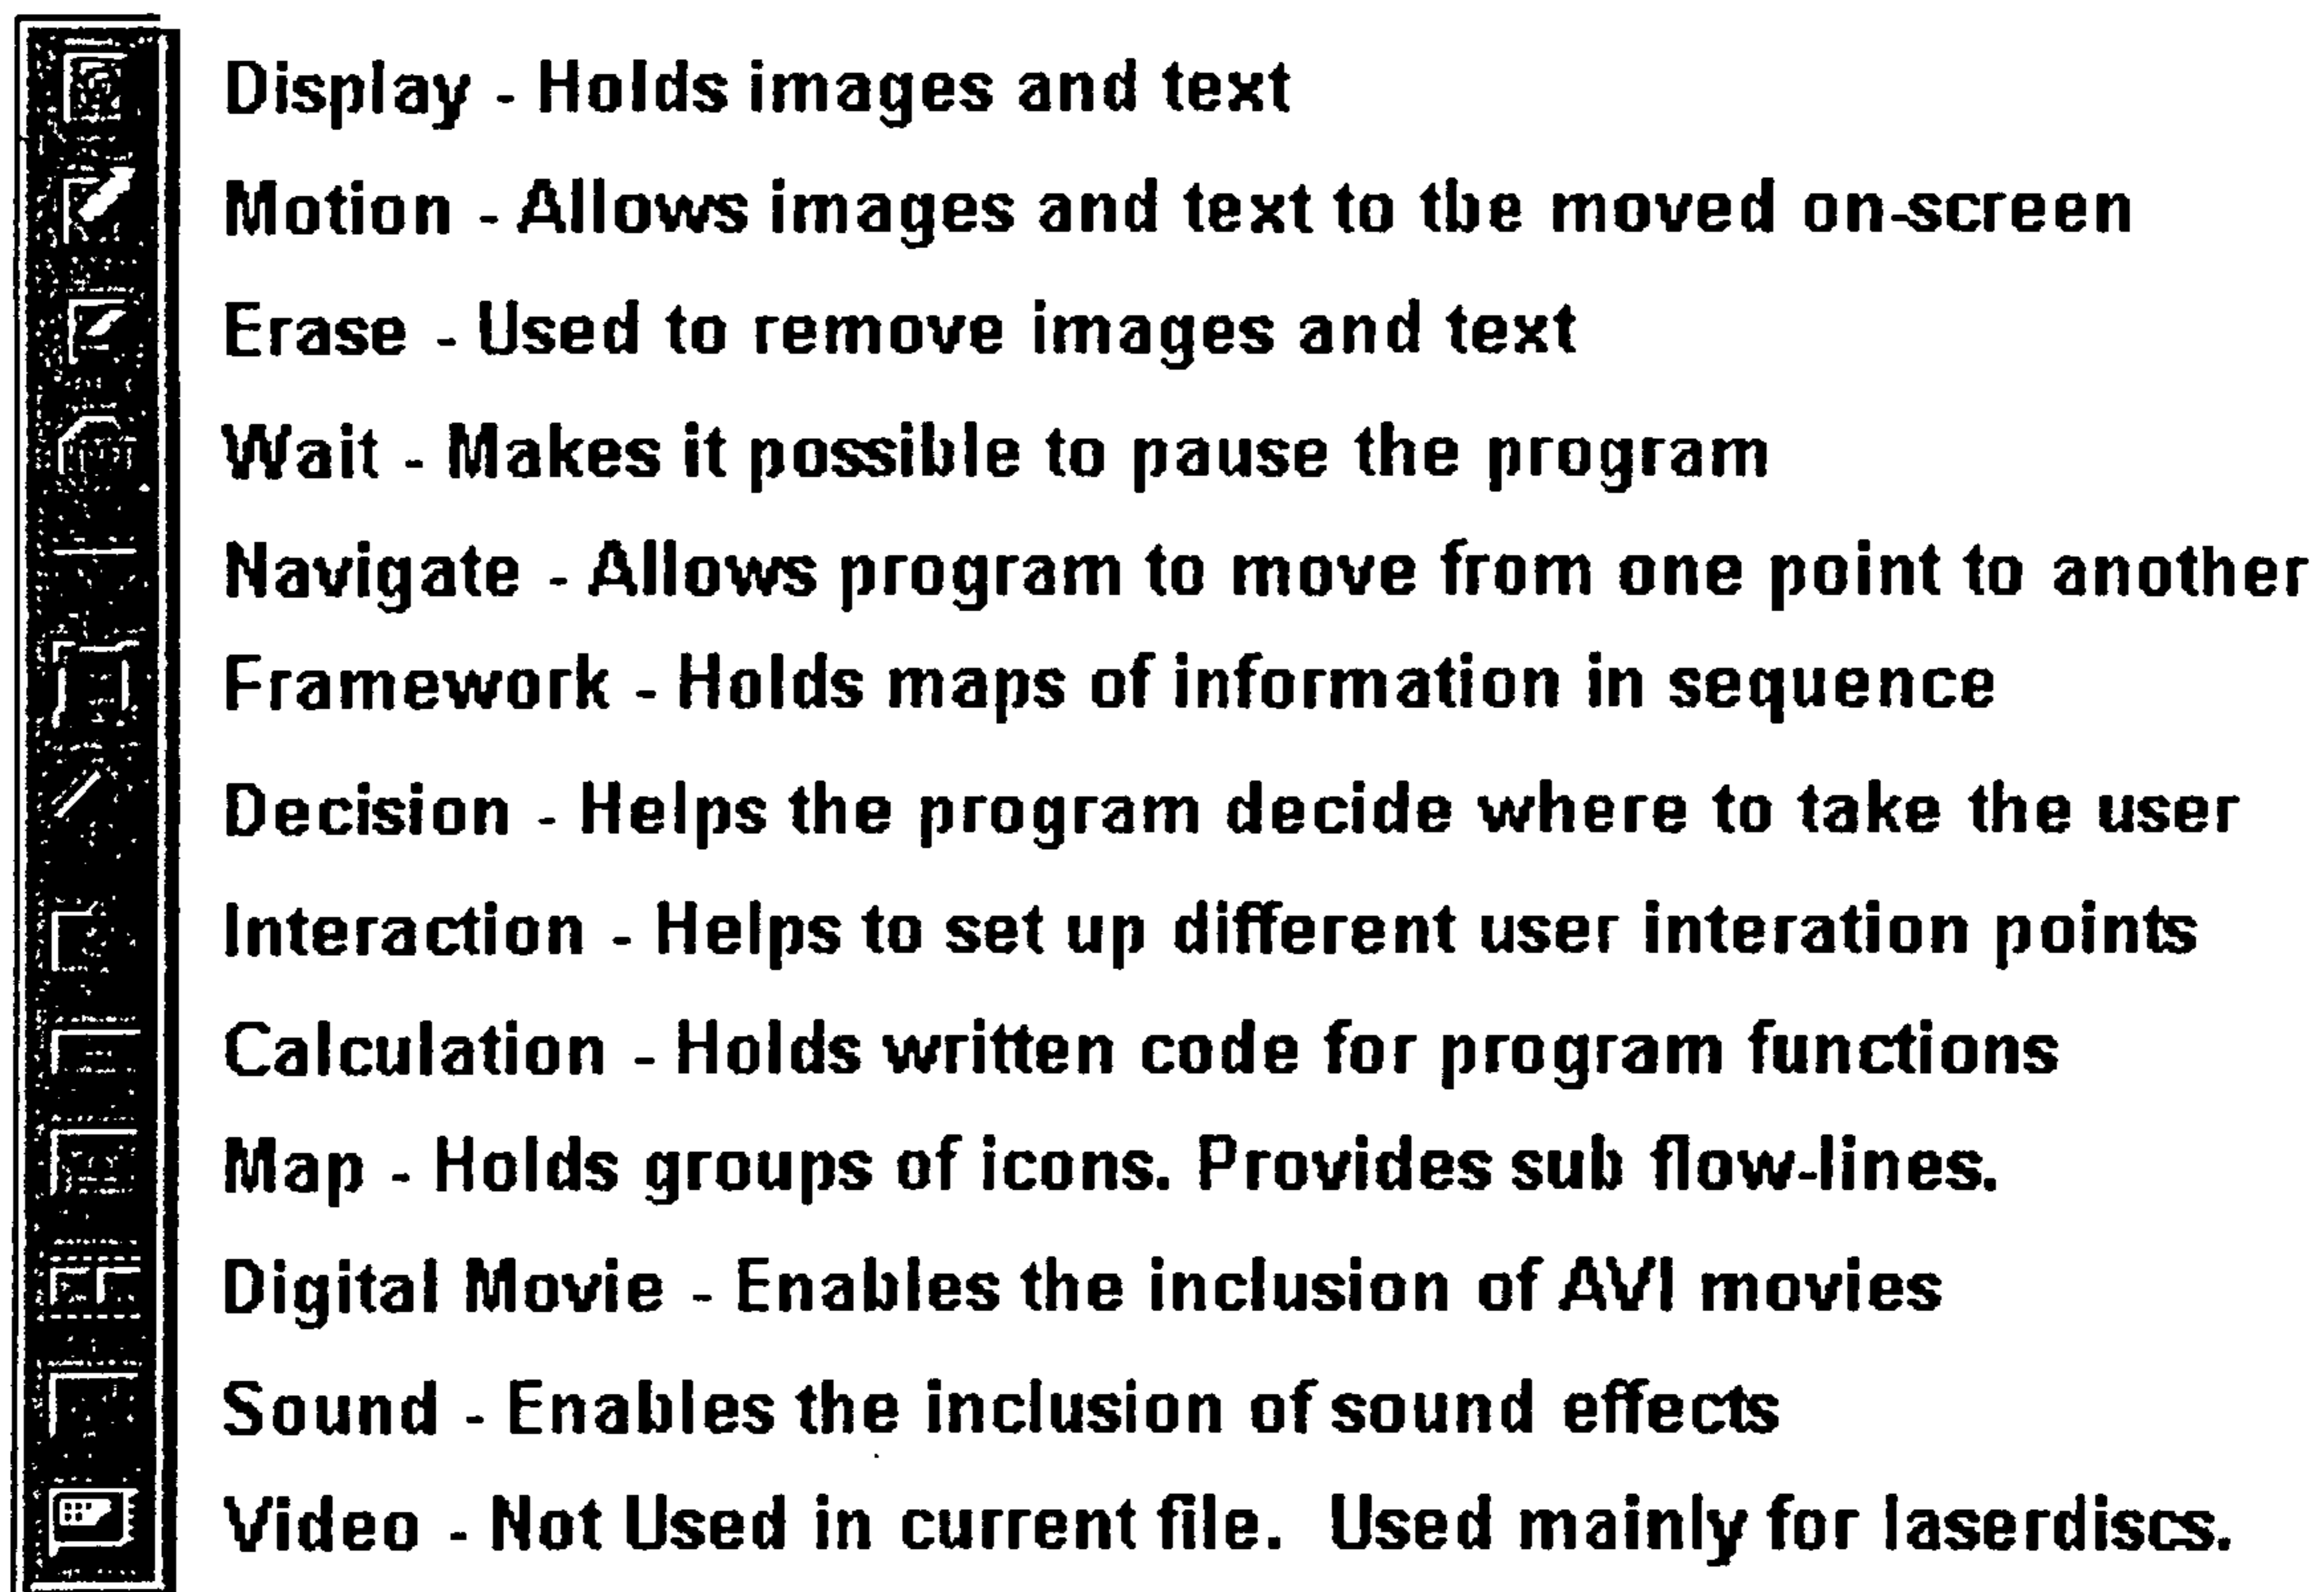 Display - Holds images and text
Motion - Allows images and text to tbe moved on-screen
Erase - Used to remove images and text
Wait - Makes it possible to pause the program
Navigate - Allows program to move from one point to another
Framework - Holds maps of information in sequence
Decision - Helps the program decide where to take the user
Interaction - Helps to set up different user interation points
Calculation - Holds written code for program functions
Map - Holds groups of icons. Provides sub flow-lines.
Digital Movie - Enables the inclusion of AVI movies
Sound - Enables the inclusion of sound effects
Video - Not Used in current file. Used mainly for laserdiscs.